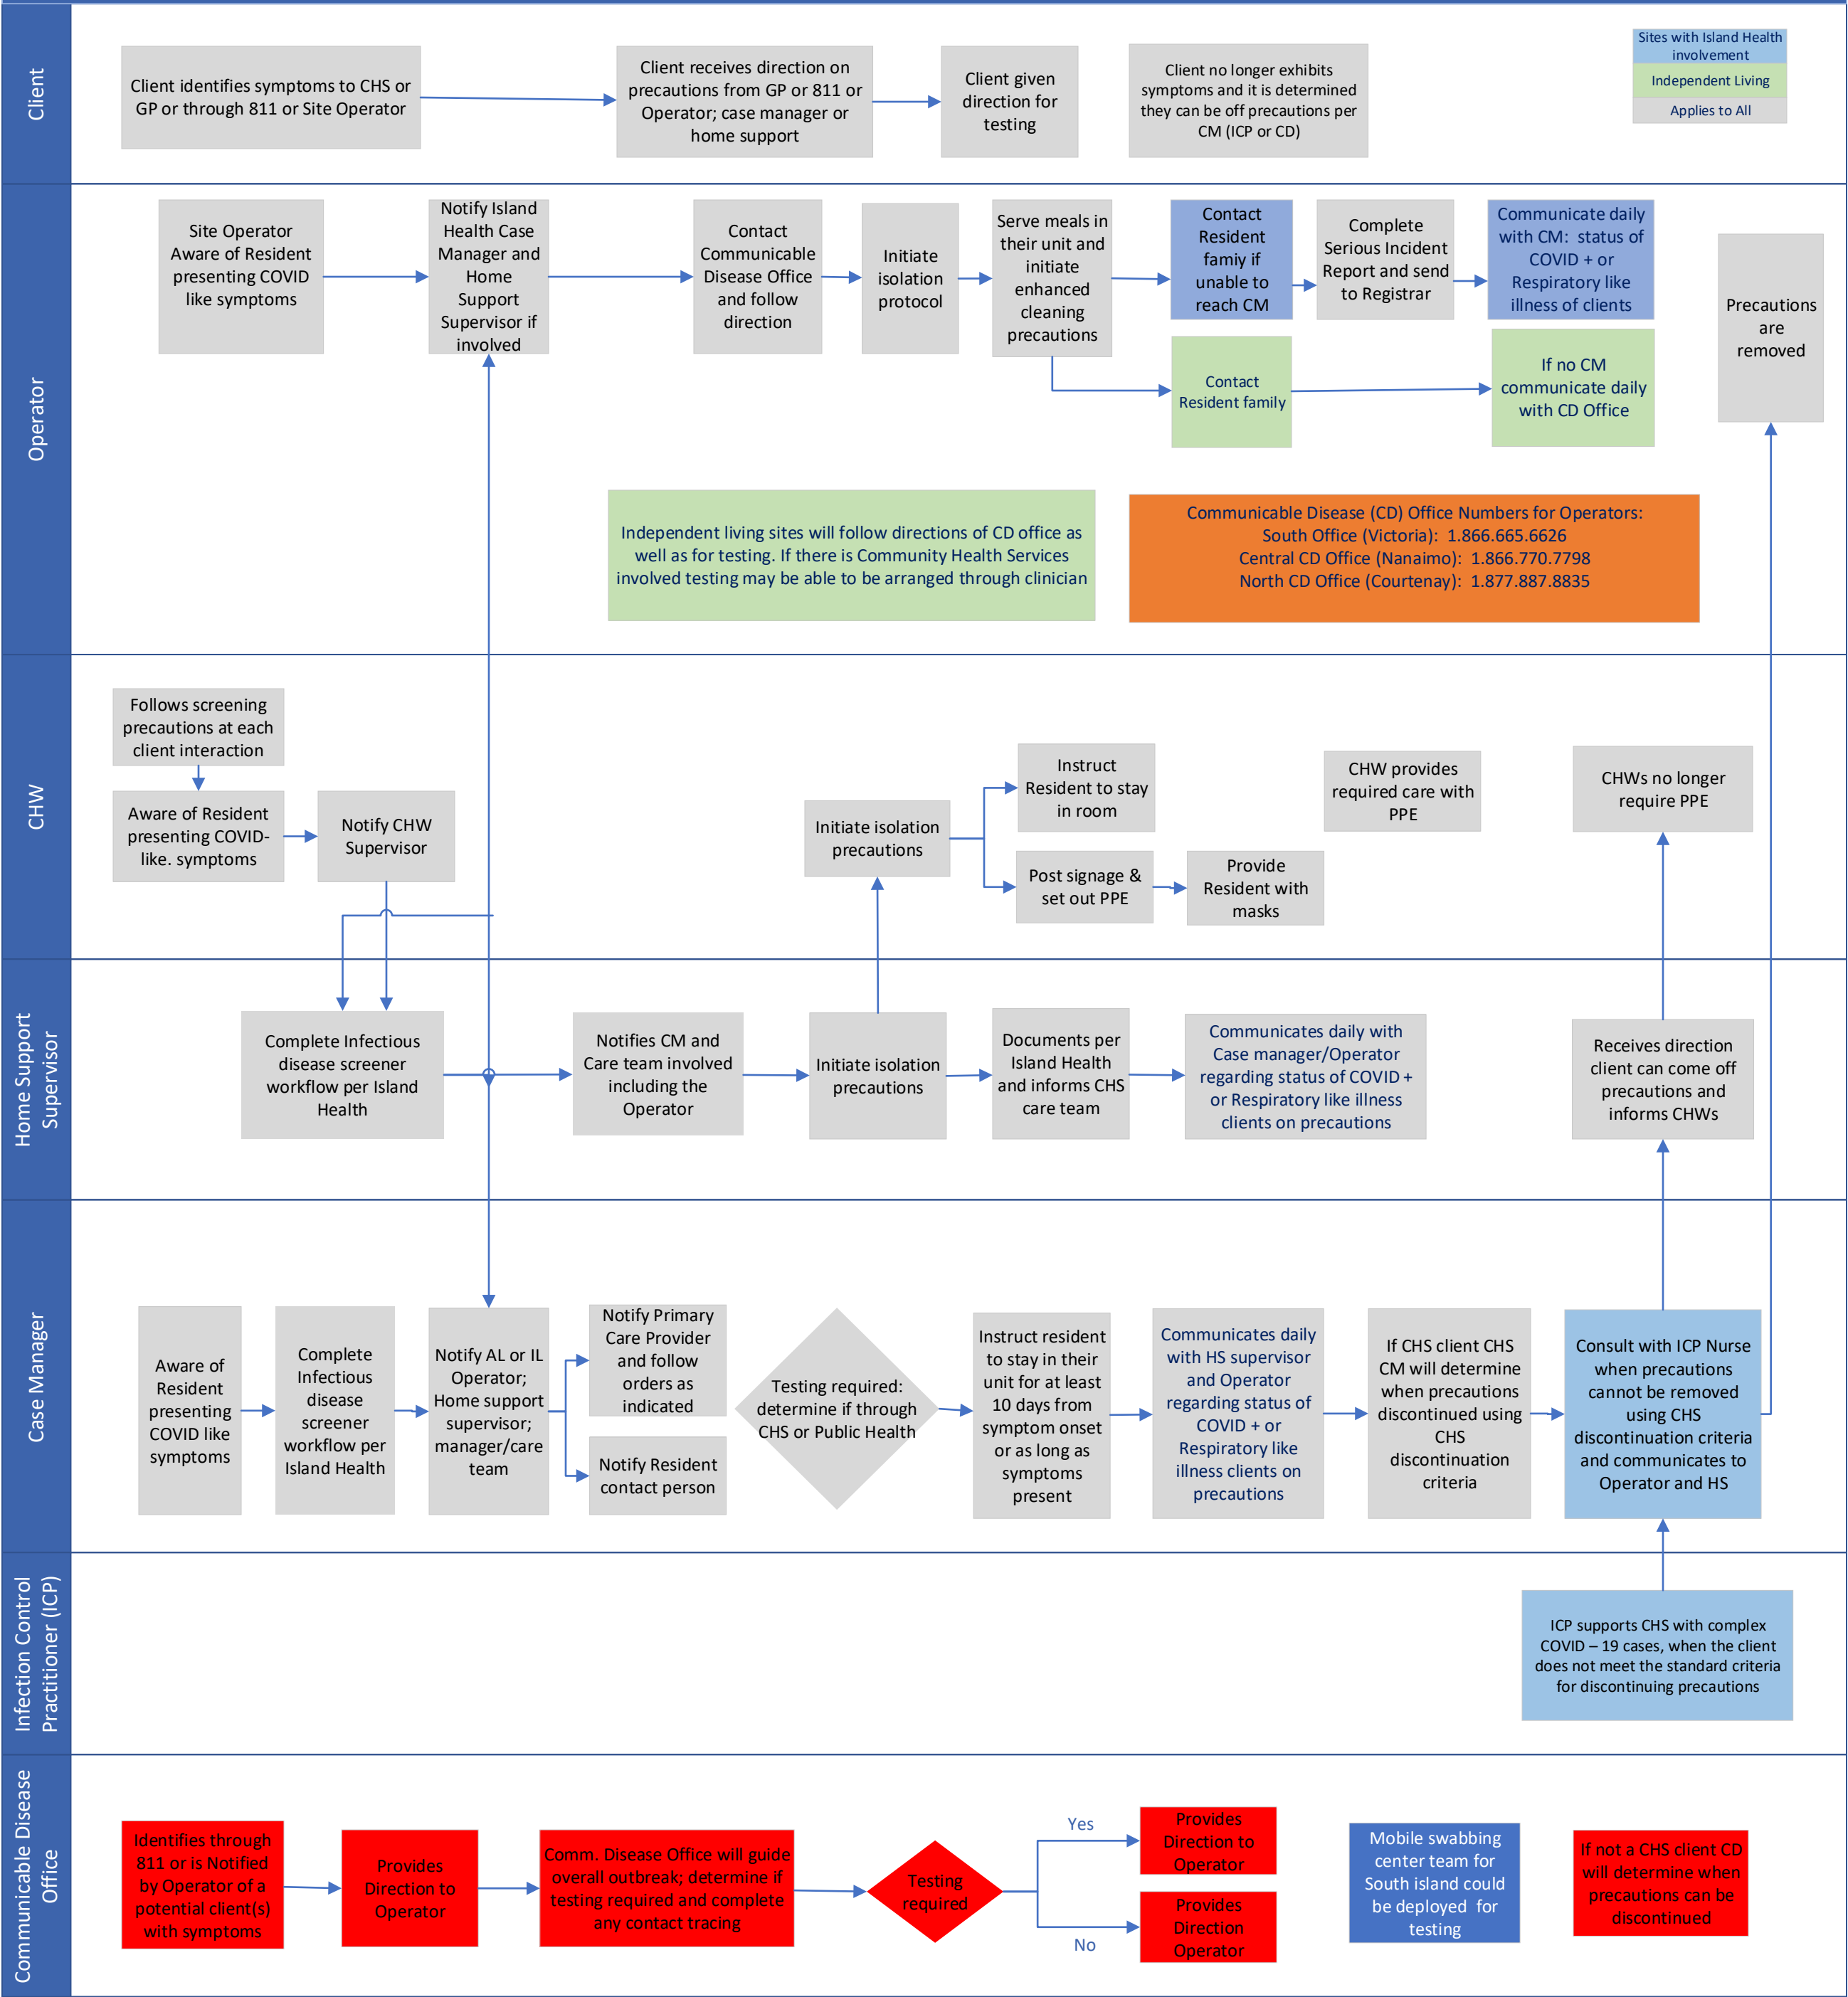 Client
Client identifies symptoms to CHS or
GP or through 811 or Site Operator
Client receives direction on
precautions from GP or 811 or
Operator; case manager or
home support
Client given
direction for
testing
Client no longer exhibits
symptoms and it is determined
they can be off precautions per
CM (ICP or CD)
Sites with Island Health
involvement
Independent Living
Applies to All
Operator
Site Operator
Aware of Resident
presenting COVID
like symptoms
Notify Island
Health Case
Manager and
Home
Support
Supervisor if
involved
Contact
Communicable
Disease Office
and follow
direction
Initiate
isolation
protocol
Serve meals in
their unit and
initiate
enhanced
cleaning
precautions
Contact
Resident
famiy if
unable to
reach CM
Complete
Serious Incident
Report and send
to Registrar
Communicate daily
with CM:  status of
COVID + or
Respiratory like
illness of clients
Precautions
are
removed
Contact
Resident family
If no CM
communicate daily
with CD Office
Independent living sites will follow directions of CD office as
well as for testing. If there is Community Health Services
involved testing may be able to be arranged through clinician
Communicable Disease (CD) Office Numbers for Operators:
South Office (Victoria):  1.866.665.6626
Central CD Office (Nanaimo):  1.866.770.7798
North CD Office (Courtenay):  1.877.887.8835
CHW
Follows screening
precautions at each
client interaction
Aware of Resident
presenting COVID-
like. symptoms
Notify CHW
Supervisor
Initiate isolation
precautions
Instruct
Resident to stay
in room
Post signage &
set out PPE
Provide
Resident with
masks
CHW provides
required care with
PPE
CHWs no longer
require PPE
Home Support
Supervisor
Complete Infectious
disease screener
workflow per Island
Health
Notifies CM and
Care team involved
including the
Operator
Initiate isolation
precautions
Documents per
Island Health
and informs CHS
care team
Communicates daily with
Case manager/Operator
regarding status of COVID +
or Respiratory like illness
clients on precautions
Receives direction
client can come off
precautions and
informs CHWs
Case Manager
Aware of
Resident
presenting
COVID like
symptoms
Complete
Infectious
disease
screener
workflow per
Island Health
Notify AL or IL
Operator;
Home support
supervisor;
manager/care
team
Notify Primary
Care Provider
and follow
orders as
indicated
Notify Resident
contact person
Testing required:
determine if through
CHS or Public Health
Instruct resident
to stay in their
unit for at least
10 days from
symptom onset
or as long as
symptoms
present
Communicates daily
with HS supervisor
and Operator
regarding status of
COVID + or
Respiratory like
illness clients on
precautions
If CHS client CHS
CM will determine
when precautions
discontinued using
CHS
discontinuation
criteria
Consult with ICP Nurse
when precautions
cannot be removed
using CHS
discontinuation criteria
and communicates to
Operator and HS
Infection Control
Practitioner (ICP)
ICP supports CHS with complex
COVID – 19 cases, when the client
does not meet the standard criteria
for discontinuing precautions
Communicable Disease
Office
Identifies through
811 or is Notified
by Operator of a
potential client(s)
with symptoms
Provides
Direction to
Operator
Comm. Disease Office will guide
overall outbreak; determine if
testing required and complete
any contact tracing
Testing
required
Yes
Provides
Direction to
Operator
No
Provides
Direction
Operator
Mobile swabbing
center team for
South island could
be deployed  for
testing
If not a CHS client CD
will determine when
precautions can be
discontinued